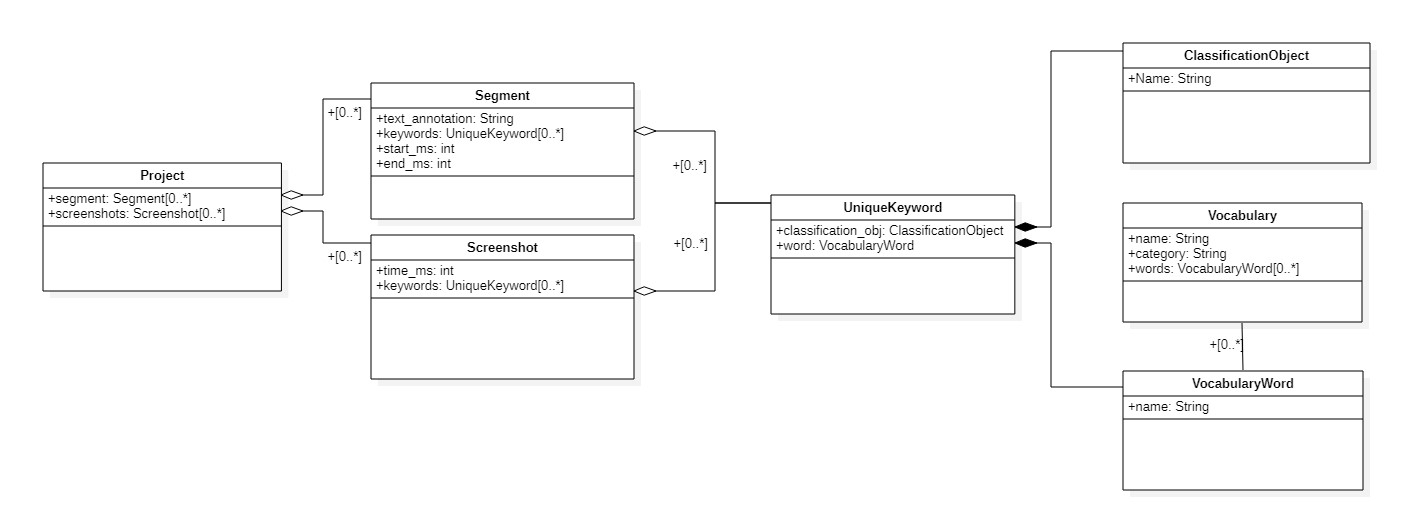 Project
+segment: Segment[0..*]
+screenshots: Screenshot[0..*]
+[0..*]
+[0..*]
Segment
+text_annotation: String
+keywords: UniqueKeyword[0..*]
+start_ms: int
+end_ms: int
Screenshot
+time_ms: int
+keywords: UniqueKeyword[0..*]
+[0..*]
+[0..*]
UniqueKeyword
+classification_obj: ClassificationObject
+word: VocabularyWord
ClassificationObject
+Name: String
Vocabulary
+name: String
+category: String
+words: VocabularyWord[0..*]
+[0..*]
VocabularyWord
+name: String